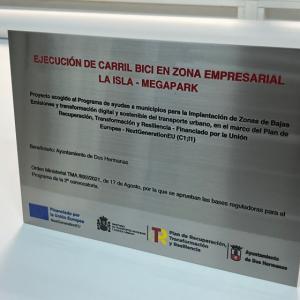 EJECUCIÓN DE CARRIL BICI EN ZONA EMPRESARIAL
LA ISLA - MEGAPARK
Proyecto acogido al Programa de ayudas a municipios para la implantación de Zonas de Bajas
Emisiones y transformación digital y sostenible del transporte urbano, en el marco del Plan de
Recuperación, Transformación y Resiliencia - Financiado por la Unión
Europea - NextGenerationEU (C1;I1)
Beneficiario: Ayuntamiento de Dos Hermanas
Orden Ministerial TMA /892/2021, de 17 de Agosto, por la que se aprueban las bases reguladoras para el
Programa de la 2ª convocatoria.
Financiado por
la Unión Europea
NextGenerationEU
Plan de Recuperación,
Transformación
y Resiliencia
Ayuntamiento
de Dos Hermanas